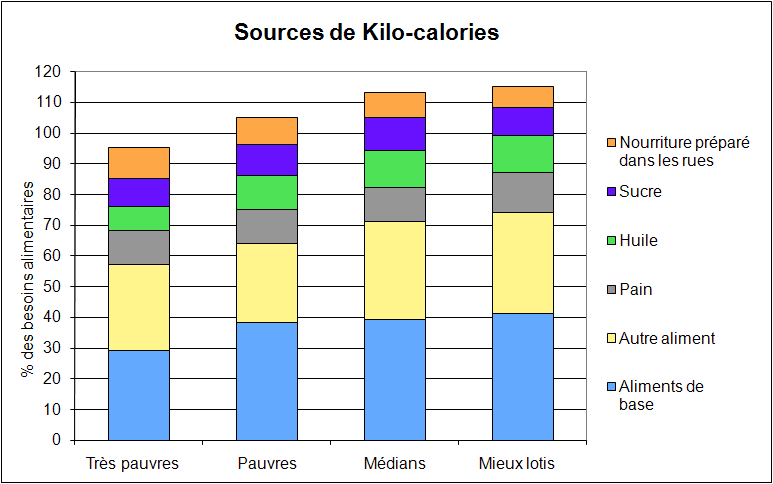 Sources de Kilo-calories
% des besoins alimentaires
120
110
100
90
80
70
60
50
40
30
20
10
0
Très pauvres
Pauvres
Médians
Mieux lotis
Nourriture préparé
dans les rues
Sucre
Huile
Pain
Autre aliment
Aliments de
base